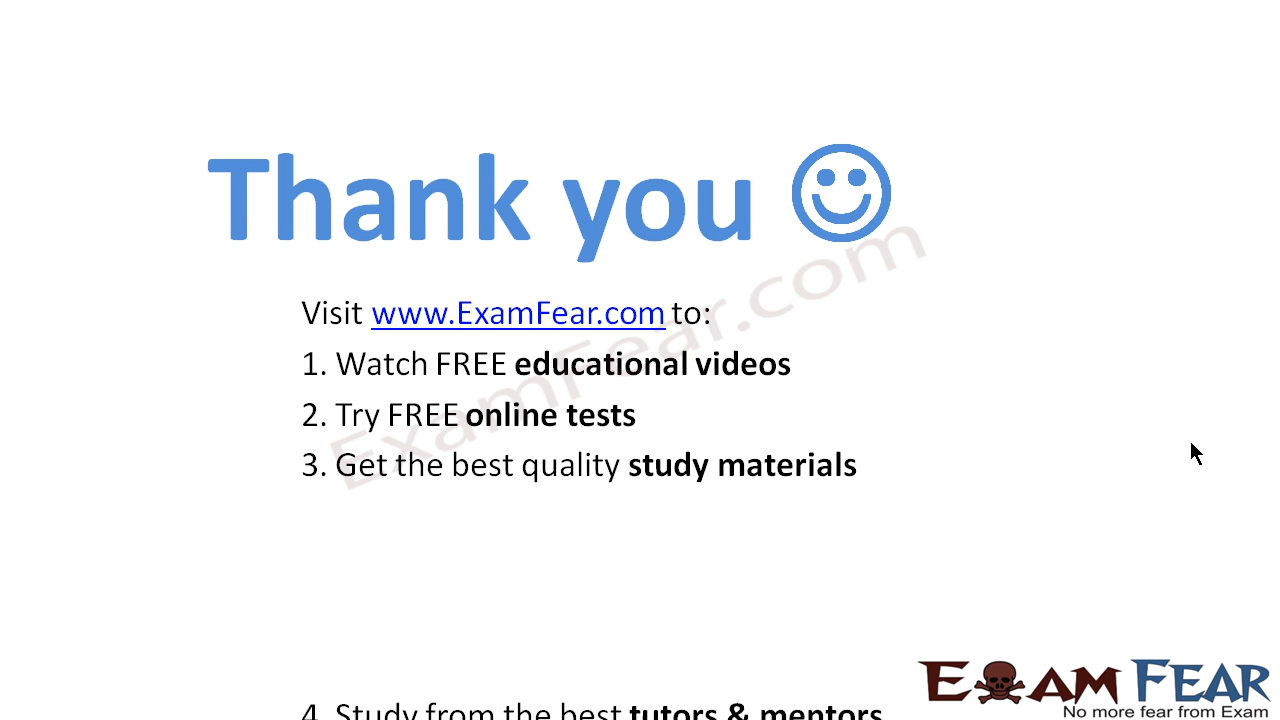 Thank you
Visit www.ExamFear.com to:
1. Watch FREE educational videos
2. Try FREE online tests
3. Get the best quality study materials
4. Study from the best tutors & mentors
ExamFear.com
EXAM FEAR
No more fear from Exam